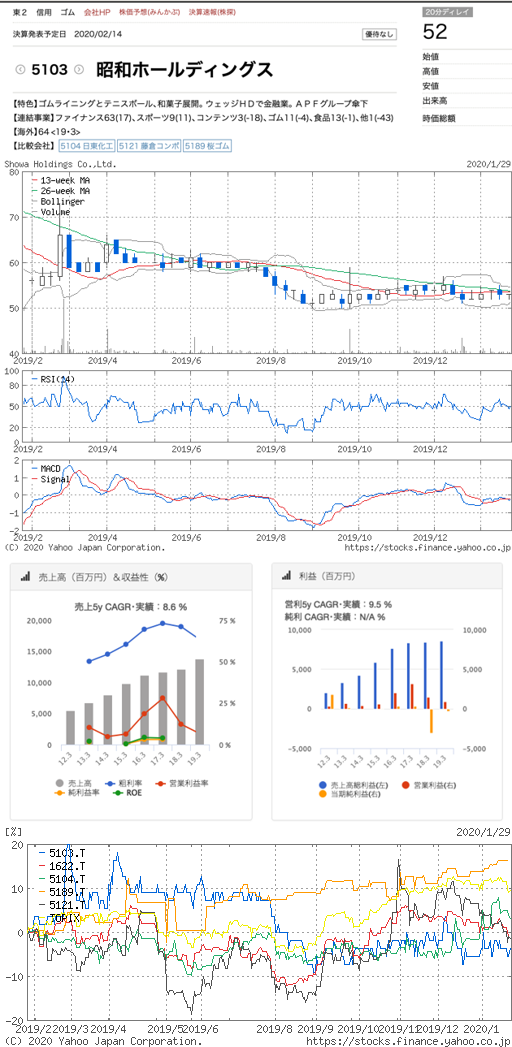 東2 信用 ゴム 会社HP 株価予想(みんかぶ) 決算速報(株探)
20分ディレイ
決算発表予定日 2020/02/14
優待なし
52
5103 昭和ホールディングス
始値
高値
安値
出来高
時価総額
【特色】ゴムライニングとテニスボール、和菓子展開。ウェッジＨＤで金融業。ＡＰＦグループ傘下
【連結事業】ファイナンス63(17)、スポーツ9(11)、コンテンツ3(-18)、ゴム11(-4)、食品13(-1)、他1(-43)
【海外】64 <19・3>
【比較会社】 5104 日東化工 5121 藤倉コンポ 5189 桜ゴム
Showa Holdings Co.,Ltd. 2020/1/29
80
13-week MA
26-week MA
Bollinger
Volume
70
60
50
40
2019/2 2019/4 2019/6 2019/8 2019/10 2019/12
100
RSI(14)
50
0
2019/2 2019/4 2019/6 2019/8 2019/10 2019/12
2
MACD
Signal
1
0
-1
-2
2019/2 2019/4 2019/6 2019/8 2019/10 2019/12
(C) 2020 Yahoo Japan Corporation. https://stocks.finance.yahoo.co.jp
売上高（百万円）＆収益性（%）
売上5y CAGR・実績：8.6 %
20,000 75 %
15,000 50 %
10,000
5,000 25 %
0 0 %
12.3 13.3 14.3 15.3 16.3 17.3 18.3 19.3
売上高 粗利率 営業利益率
純利益率 ROE
利益（百万円）
営利5y CAGR・実績：9.5 %
純利 CAGR・実績：N/A %
10,000 10,000
5,000 5,000
0 0
-5,000 -5,000
12.3 13.3 14.3 15.3 16.3 17.3 18.3 19.3
売上高総利益(左) 営業利益(右)
当期純利益(右)
[%] 2020/1/29
20
5103.T
1622.T
5104.T
5189.T
5121.T
TOPIX
10
0
-10
-20
2019/2 2019/3 2019/4 2019/5 2019/6 2019/8 2019/9 2019/10 2019/11 2019/12 2020/1
(C) 2020 Yahoo Japan Corporation. https://stocks.finance.yahoo.co.jp